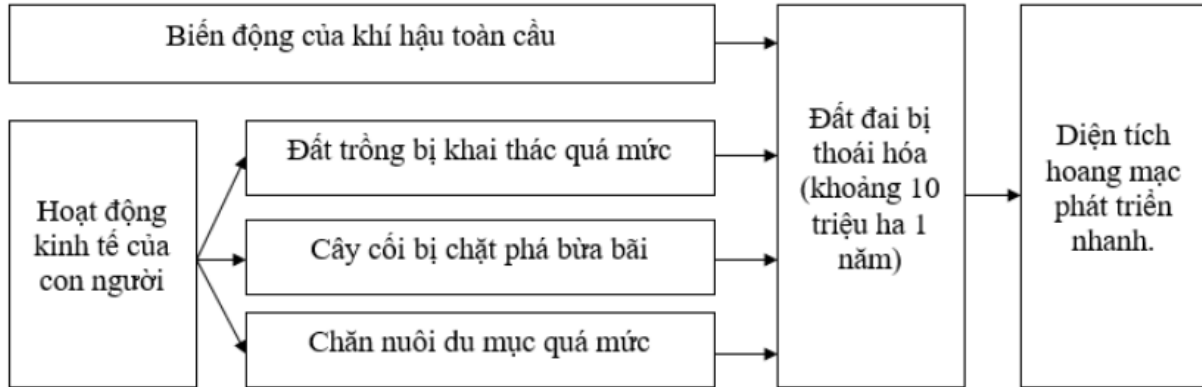 Biến động của khí hậu toàn cầu
Hoạt động
kinh tế của
con người
Đất trồng bị khai thác quá mức
Cây cối bị chặt phá bừa bãi
Chăn nuôi du mục quá mức
Đất đai bị
thoái hóa
(khoảng 10
triệu ha 1
năm)
Diện tích
hoang mạc
phát triển
nhanh.